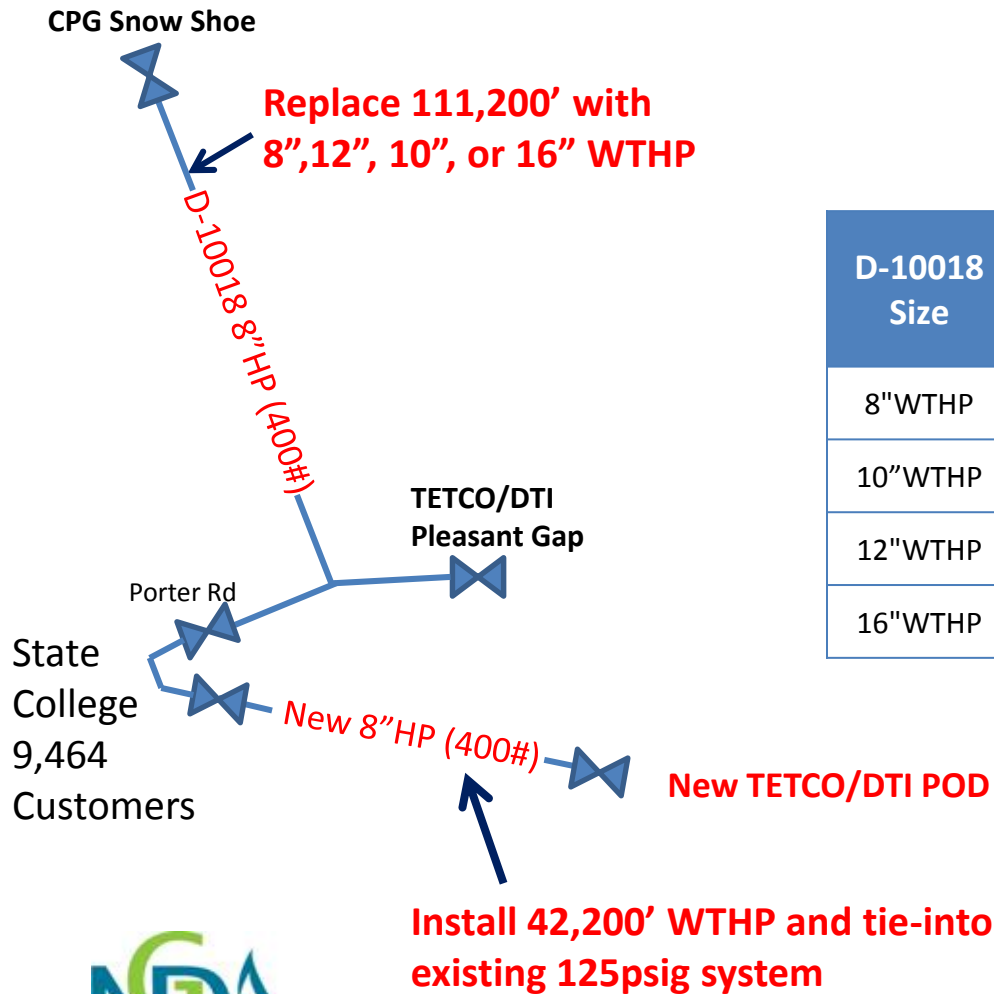 CPG Snow Shoe
Replace 111,200’ with
8”,12”, 10”, or 16” WTHP
D-10018 8”HP (400#)
D-10018
Size
8"WTHP
10”WTHP
12"WTHP
16"WTHP
TETCO/DTI
Pleasant Gap
Porter Rd
State
College
9,464
Customers
New 8”HP (400#)
New TETCO/DTI POD
Install 42,200’ WTHP and tie-into
existing 125psig system